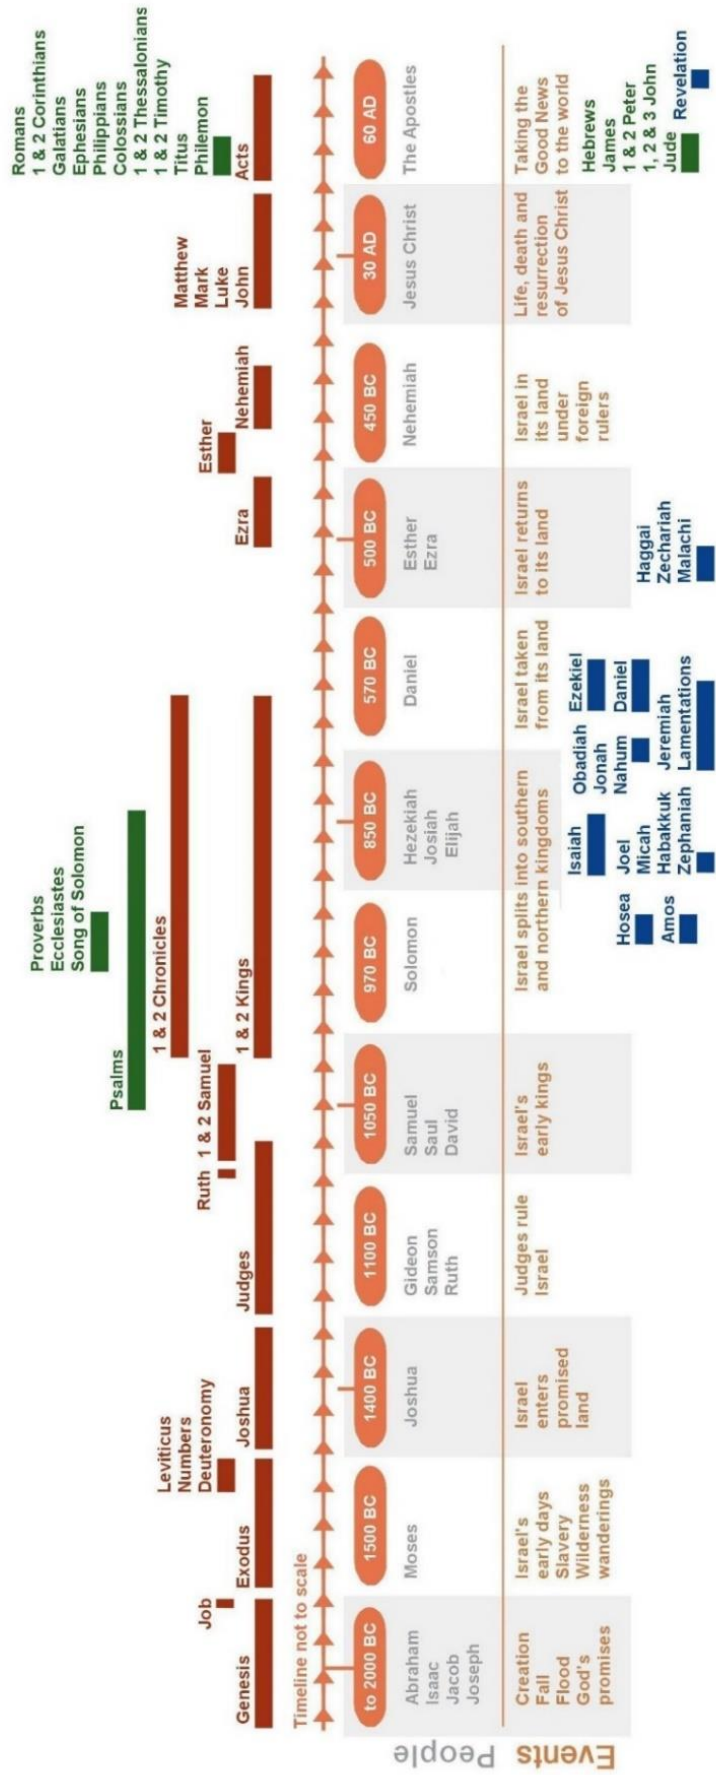 Romans
1 & 2 Corinthians
Galatians
Ephesians
Philippians
Colossians
1 & 2 Thessalonians
1 & 2 Timothy
Titus
Philemon
Proverbs
Ecclesiastes
Song of Solomon
Psalms
1 & 2 Chronicles
Matthew
Mark
Luke
John
Leviticus
Numbers
Deuteronomy
Job
Ruth
1 & 2 Samuel
Esther
Genesis
Exodus
Joshua
Judges
1 & 2 Kings
Ezra
Nehemiah
Acts
Timeline not to scale
to 2000 BC
1500 BC
1400 BC
1100 BC
1050 BC
970 BC
850 BC
570 BC
500 BC
450 BC
30 AD
60 AD
People
Abraham
Isaac
Jacob
Joseph
Moses
Joshua
Gideon
Samson
Ruth
Samuel
Saul
David
Solomon
Hezekiah
Josiah
Elijah
Daniel
Esther
Ezra
Nehemiah
Jesus Christ
The Apostles
Events
Creation
Fall
Flood
God's
promises
Israel's
early days
Slavery
Wilderness
wanderings
Israel
enters
promised
land
Judges rule
Israel
Israel's
early kings
Israel splits into southern
and northern kingdoms
Israel taken
from its land
Israel returns
to its land
Israel in
its land
under
foreign
rulers
Life, death and
resurrection
of Jesus Christ
Taking the
Good News
to the world
Hosea
Amos
Isaiah
Joel
Micah
Habakkuk
Zephaniah
Obadiah
Jonah
Nahum
Jeremiah
Lamentations
Ezekiel
Daniel
Haggai
Zechariah
Malachi
Hebrews
James
1 & 2 Peter
1, 2 & 3 John
Jude
Revelation